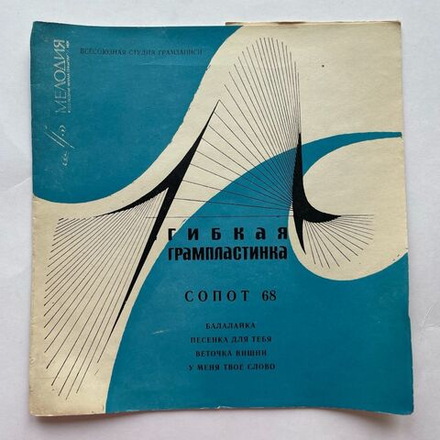 ВСЕСОЮЗНАЯ СТУДИЯ ГРАМЗАПИСИ
МЕЛОДИЯ
ГИБКАЯ
ГРАМПЛАСТИНКА
СОПОТ 68
БАЛАЛАЙКА
ПЕСЕНКА ДЛЯ ТЕБЯ
ВЕТОЧКА ВИШНИ
У МЕНЯ ТВОЕ СЛОВО